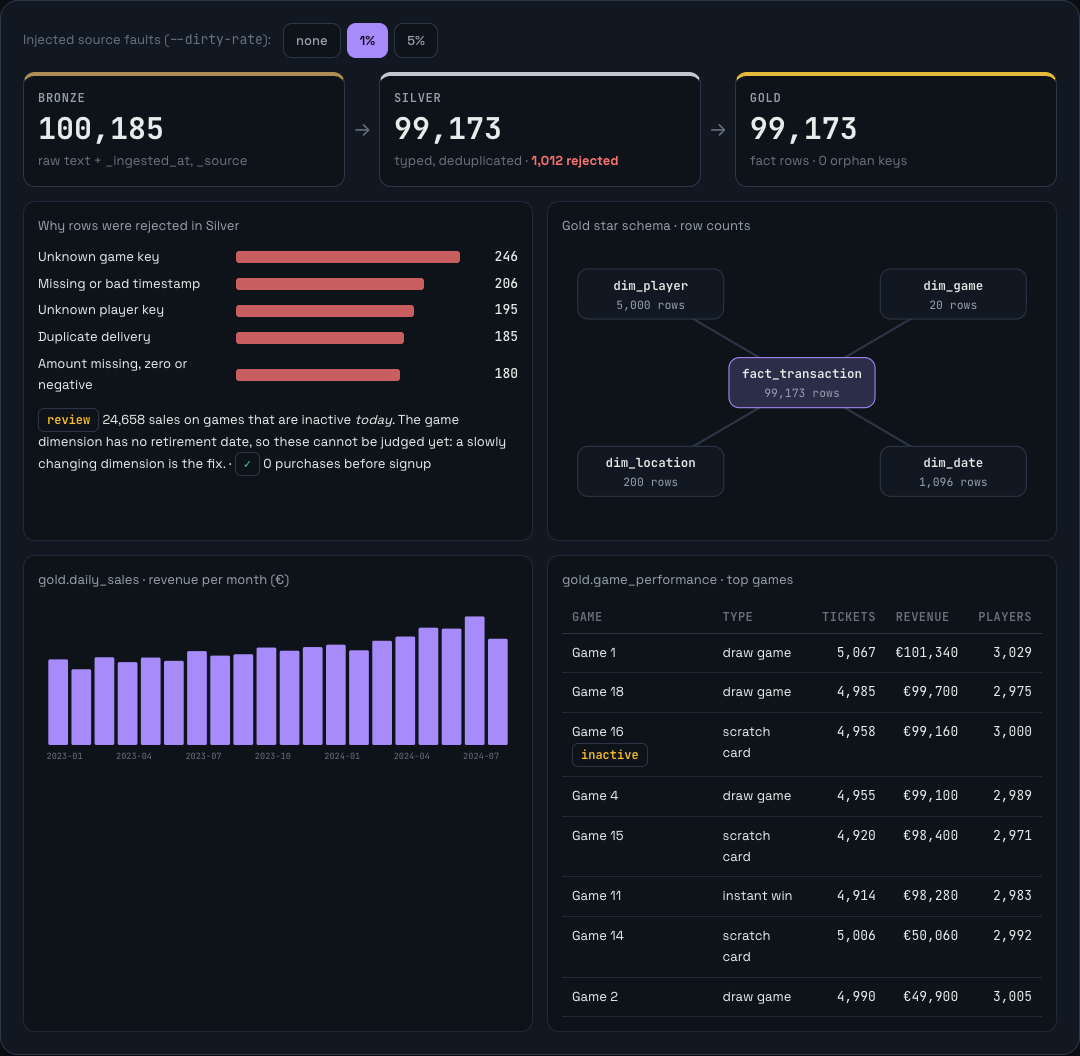 Injected source faults (--dirty-rate): none 1% 5%
BRONZE
100,185
raw text + _ingested_at, _source
→
SILVER
99,173
typed, deduplicated · 1,012 rejected
→
GOLD
99,173
fact rows · 0 orphan keys
Why rows were rejected in Silver
Unknown game key 246
Missing or bad timestamp 206
Unknown player key 195
Duplicate delivery 185
Amount missing, zero or
negative 180
review 24,658 sales on games that are inactive today. The game
dimension has no retirement date, so these cannot be judged yet: a slowly
changing dimension is the fix. · ✓ 0 purchases before signup
Gold star schema · row counts
dim_player
5,000 rows
dim_game
20 rows
fact_transaction
99,173 rows
dim_location
200 rows
dim_date
1,096 rows
gold.daily_sales · revenue per month (€)
2023-01 2023-04 2023-07 2023-10 2024-01 2024-04 2024-07
gold.game_performance · top games
GAME TYPE TICKETS REVENUE PLAYERS
Game 1 draw game 5,067 €101,340 3,029
Game 18 draw game 4,985 €99,700 2,975
Game 16 scratch 4,958 €99,160 3,000
inactive card
Game 4 draw game 4,955 €99,100 2,989
Game 15 scratch 4,920 €98,400 2,971
card
Game 11 instant win 4,914 €98,280 2,983
Game 14 scratch 5,006 €50,060 2,992
card
Game 2 draw game 4,990 €49,900 3,005